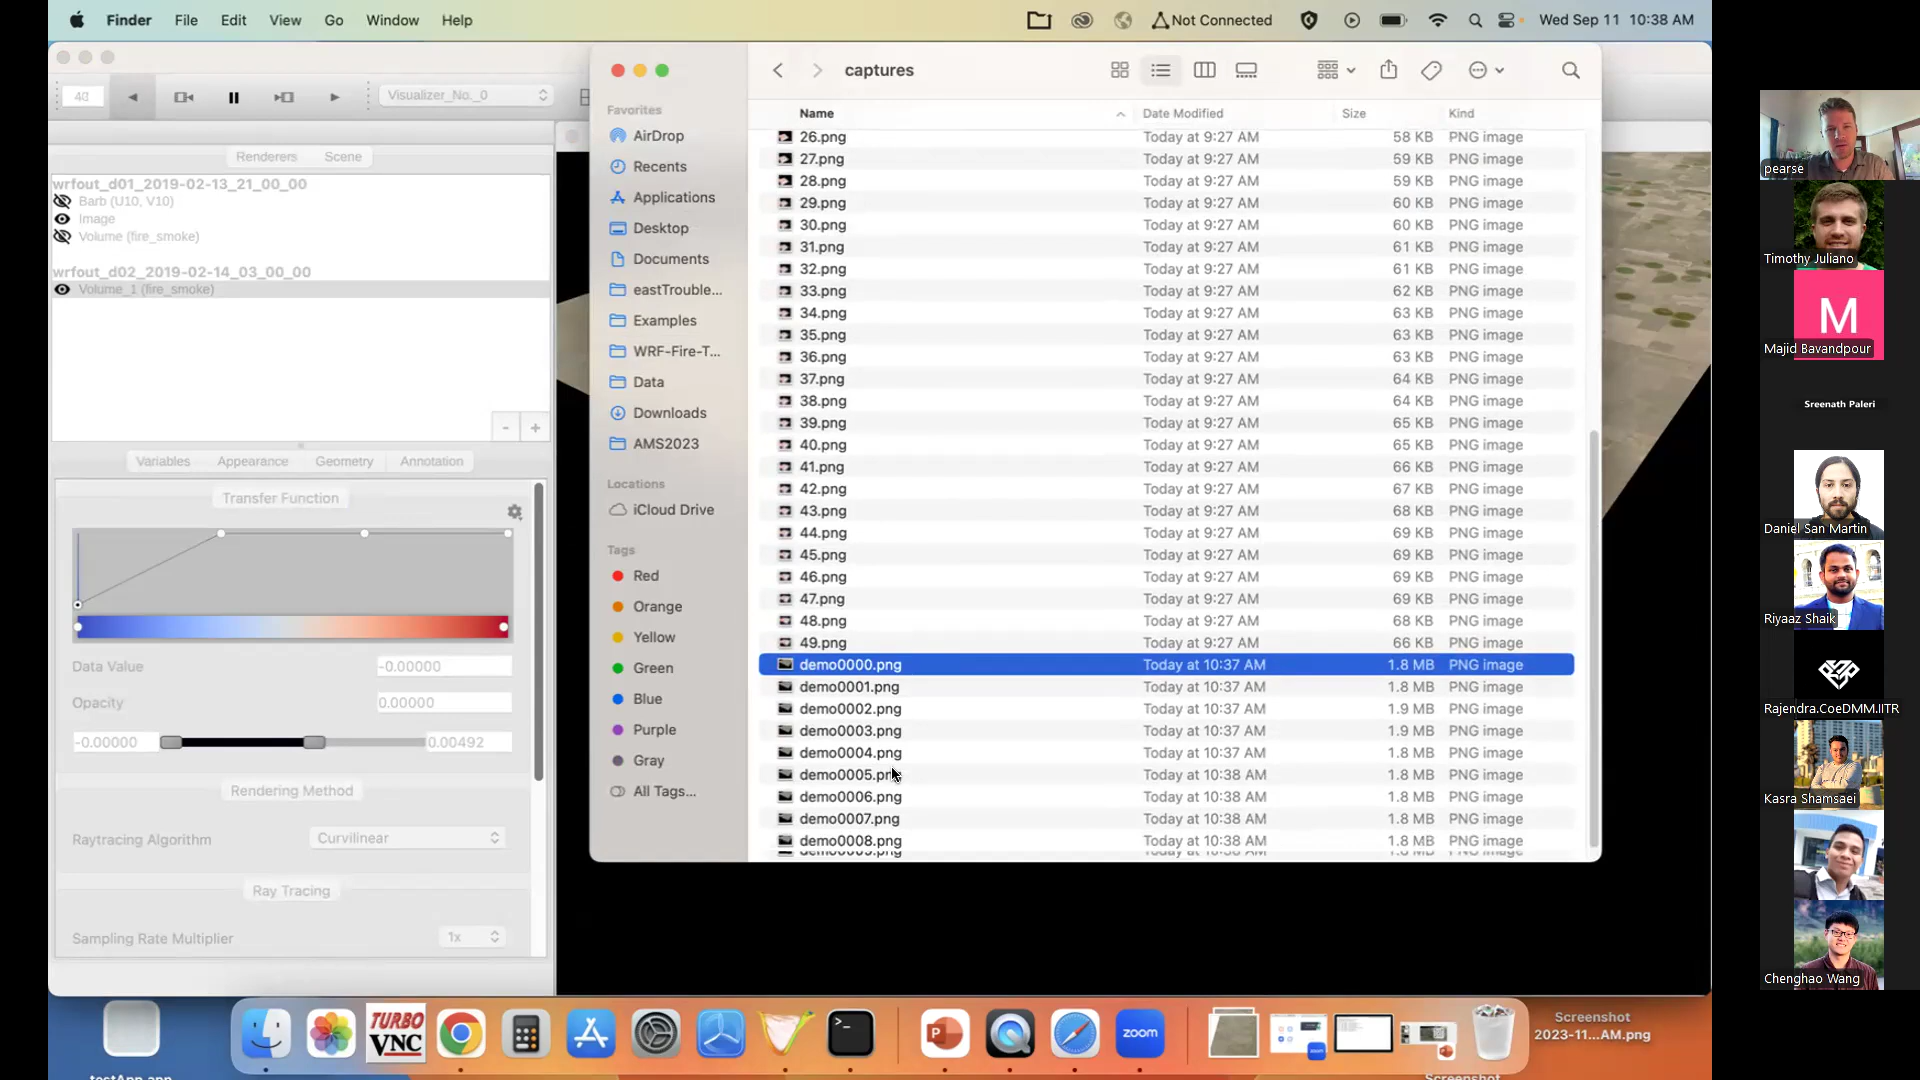 Finder File Edit View Go Window Help
Not Connected Wed Sep 11 10:38 AM
40 Visualizer_No._0
Renderers Scene
wrfout_d01_2019-02-13_21_00_00
Barb (U10, V10)
Image
Volume (fire_smoke)
wrfout_d02_2019-02-14_03_00_00
Volume_1 (fire_smoke)
- +
Variables Appearance Geometry Annotation
Transfer Function
Data Value -0.00000
Opacity 0.00000
-0.00000 0.00492
Rendering Method
Raytracing Algorithm Curvilinear
Ray Tracing
Sampling Rate Multiplier 1x
captures
Favorites
AirDrop
Recents
Applications
Desktop
Documents
eastTrouble...
Examples
WRF-Fire-T...
Data
Downloads
AMS2023
Locations
iCloud Drive
Tags
Red
Orange
Yellow
Green
Blue
Purple
Gray
All Tags...
Name Date Modified Size Kind
26.png Today at 9:27 AM 58 KB PNG image
27.png Today at 9:27 AM 59 KB PNG image
28.png Today at 9:27 AM 59 KB PNG image
29.png Today at 9:27 AM 60 KB PNG image
30.png Today at 9:27 AM 60 KB PNG image
31.png Today at 9:27 AM 61 KB PNG image
32.png Today at 9:27 AM 61 KB PNG image
33.png Today at 9:27 AM 62 KB PNG image
34.png Today at 9:27 AM 63 KB PNG image
35.png Today at 9:27 AM 63 KB PNG image
36.png Today at 9:27 AM 63 KB PNG image
37.png Today at 9:27 AM 64 KB PNG image
38.png Today at 9:27 AM 64 KB PNG image
39.png Today at 9:27 AM 65 KB PNG image
40.png Today at 9:27 AM 65 KB PNG image
41.png Today at 9:27 AM 66 KB PNG image
42.png Today at 9:27 AM 67 KB PNG image
43.png Today at 9:27 AM 68 KB PNG image
44.png Today at 9:27 AM 69 KB PNG image
45.png Today at 9:27 AM 69 KB PNG image
46.png Today at 9:27 AM 69 KB PNG image
47.png Today at 9:27 AM 69 KB PNG image
48.png Today at 9:27 AM 68 KB PNG image
49.png Today at 9:27 AM 66 KB PNG image
demo0000.png Today at 10:37 AM 1.8 MB PNG image
demo0001.png Today at 10:37 AM 1.8 MB PNG image
demo0002.png Today at 10:37 AM 1.9 MB PNG image
demo0003.png Today at 10:37 AM 1.9 MB PNG image
demo0004.png Today at 10:37 AM 1.8 MB PNG image
demo0005.png Today at 10:38 AM 1.8 MB PNG image
demo0006.png Today at 10:38 AM 1.8 MB PNG image
demo0007.png Today at 10:38 AM 1.8 MB PNG image
demo0008.png Today at 10:38 AM 1.8 MB PNG image
pearse
Timothy Juliano
M
Majid Bavandpour
Sreenath Paleri
Daniel San Martin
Riyaaz Shaik
Rajendra.CoeDMM.IITR
Kasra Shamsaei
Chenghao Wang
TURBO
VNC
zoom
Screenshot
2023-11...AM.png
testApp.app
Screenshot